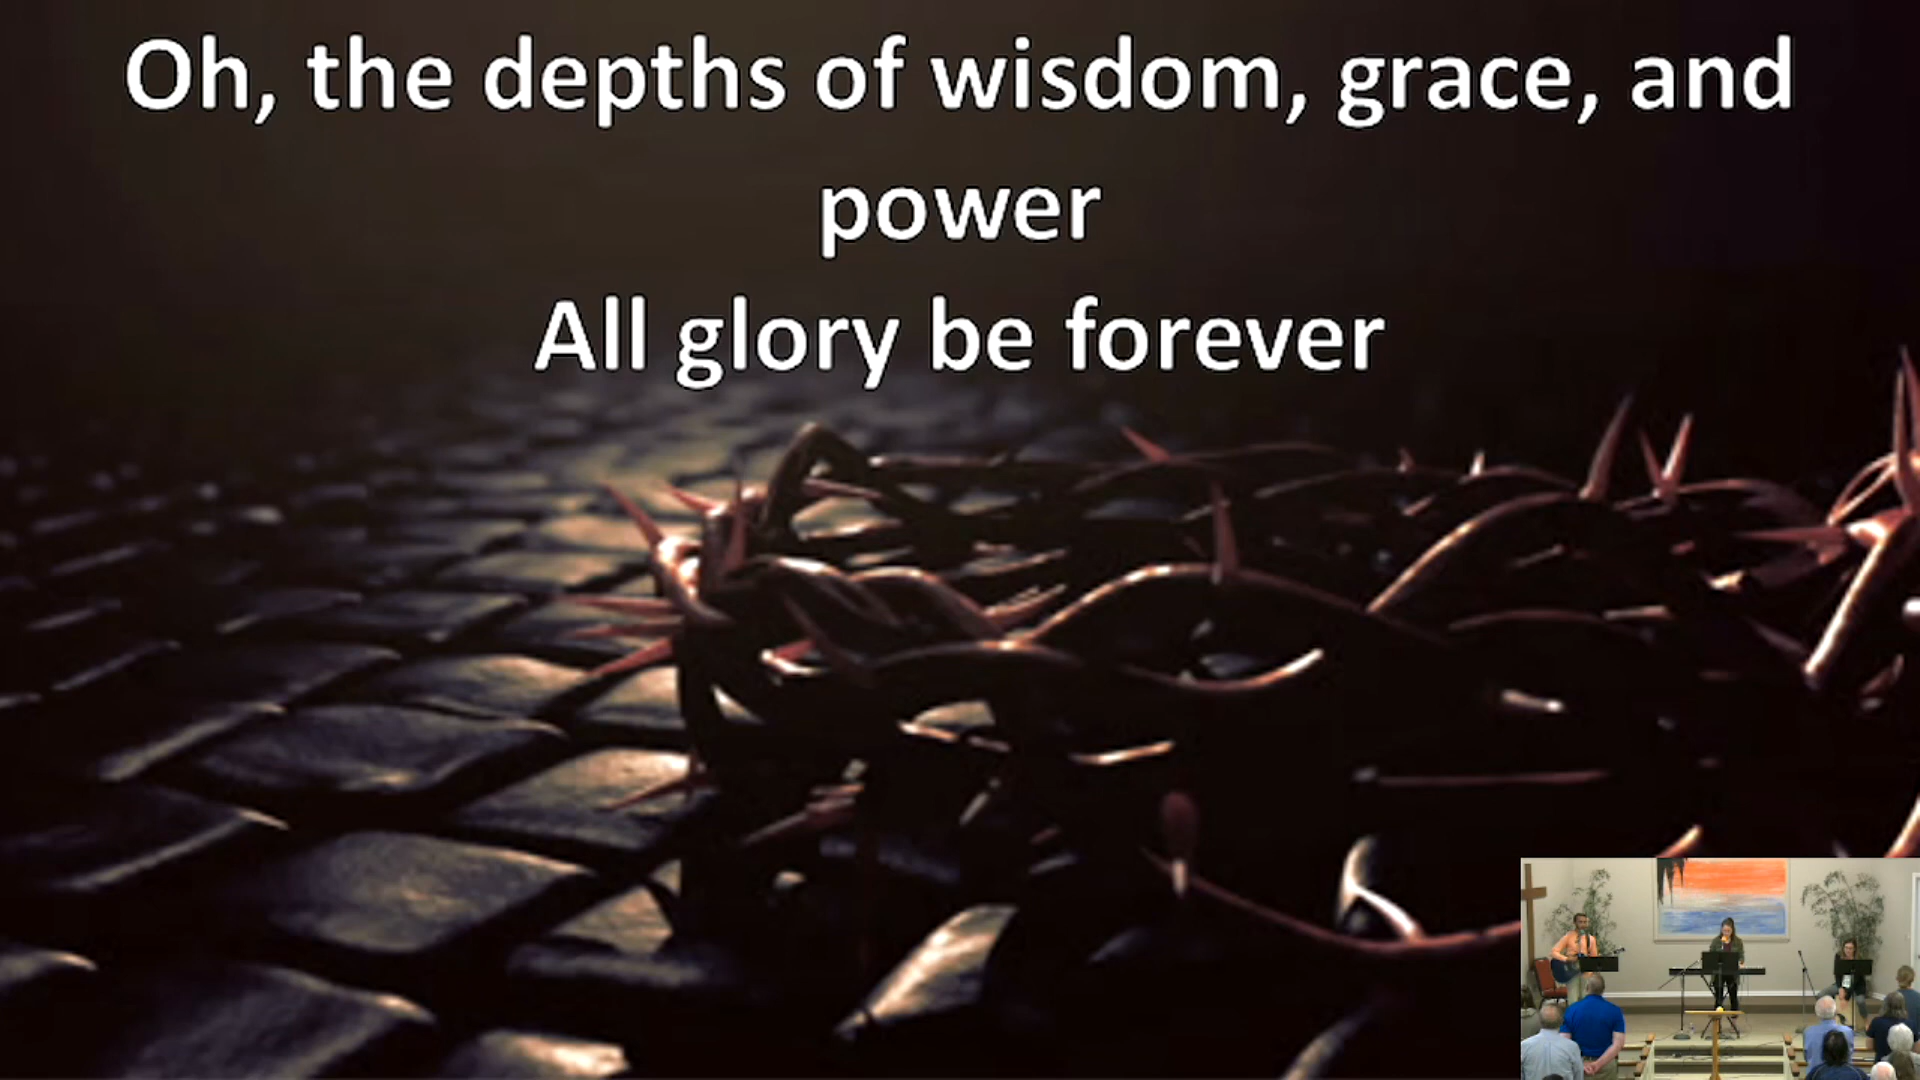 Oh, the depths of wisdom, grace, and
power
All glory be forever